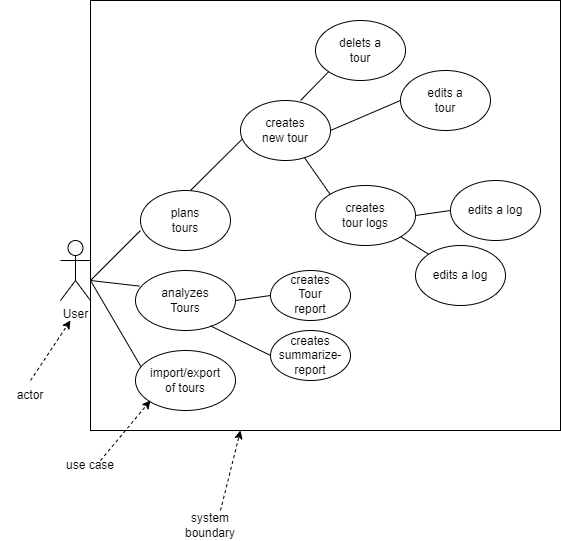 delets a
tour
edits a
tour
creates
new tour
plans
tours
creates
tour logs
edits a log
edits a log
User
analyzes
Tours
creates
Tour
report
creates
summarize-
report
import/export
of tours
actor
use case
system
boundary